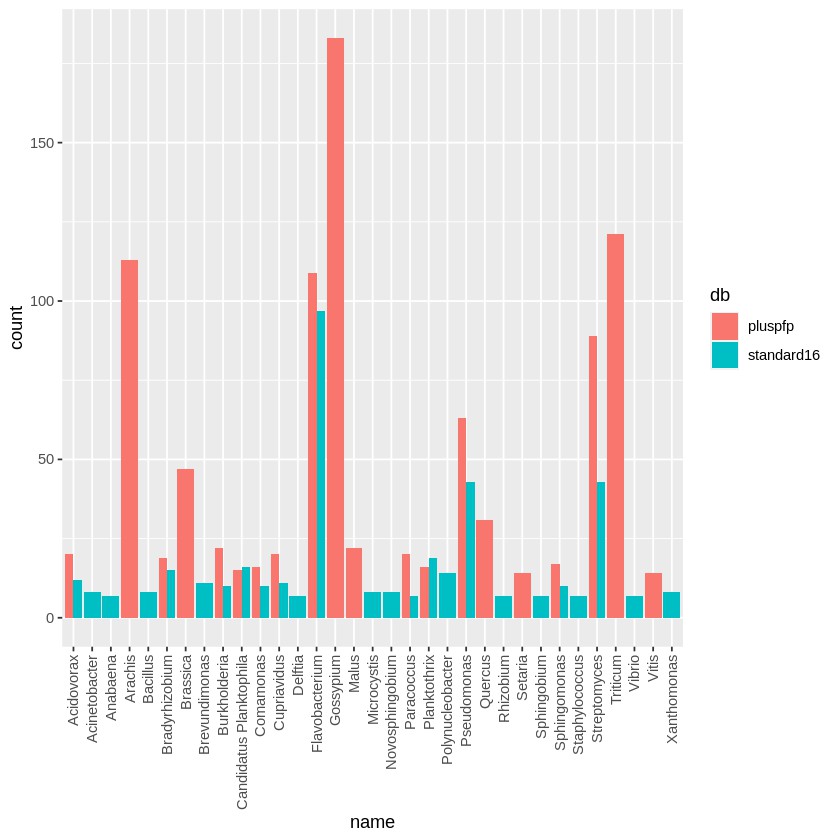 150
100
50
0
count
Acidovorax
Acinetobacter
Anabaena
Arachis
Bacillus
Bradyrhizobium
Brassica
Brevundimonas
Burkholderia
Candidatus Planktophila
Comamonas
Cupriavidus
Delftia
Flavobacterium
Gossypium
Malus
Microcystis
Novosphingobium
Paracoccus
Planktothrix
Polynucleobacter
Pseudomonas
Quercus
Rhizobium
Setaria
Sphingobium
Sphingomonas
Staphylococcus
Streptomyces
Triticum
Vibrio
Vitis
Xanthomonas
name
db
pluspfp
standard16